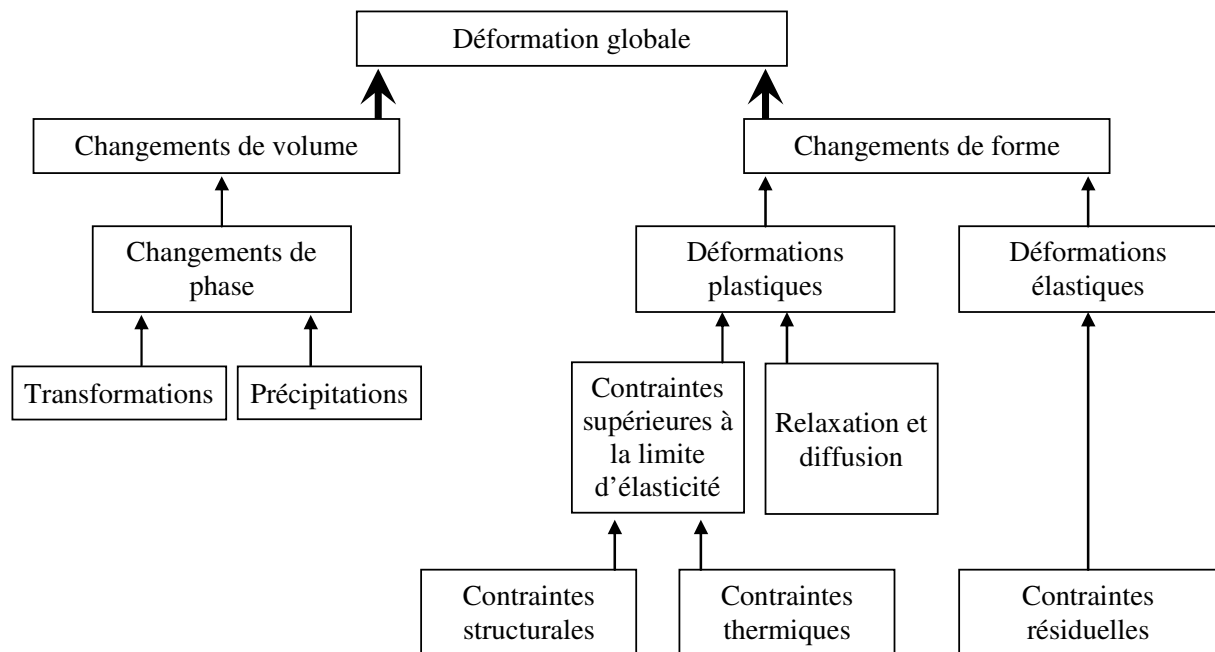 Déformation globale
Changements de volume
Changements de forme
Changements de
phase
Déformations
plastiques
Déformations
élastiques
Transformations
Précipitations
Contraintes
supérieures à
la limite
d’élasticité
Relaxation et
diffusion
Contraintes
structurales
Contraintes
thermiques
Contraintes
résiduelles